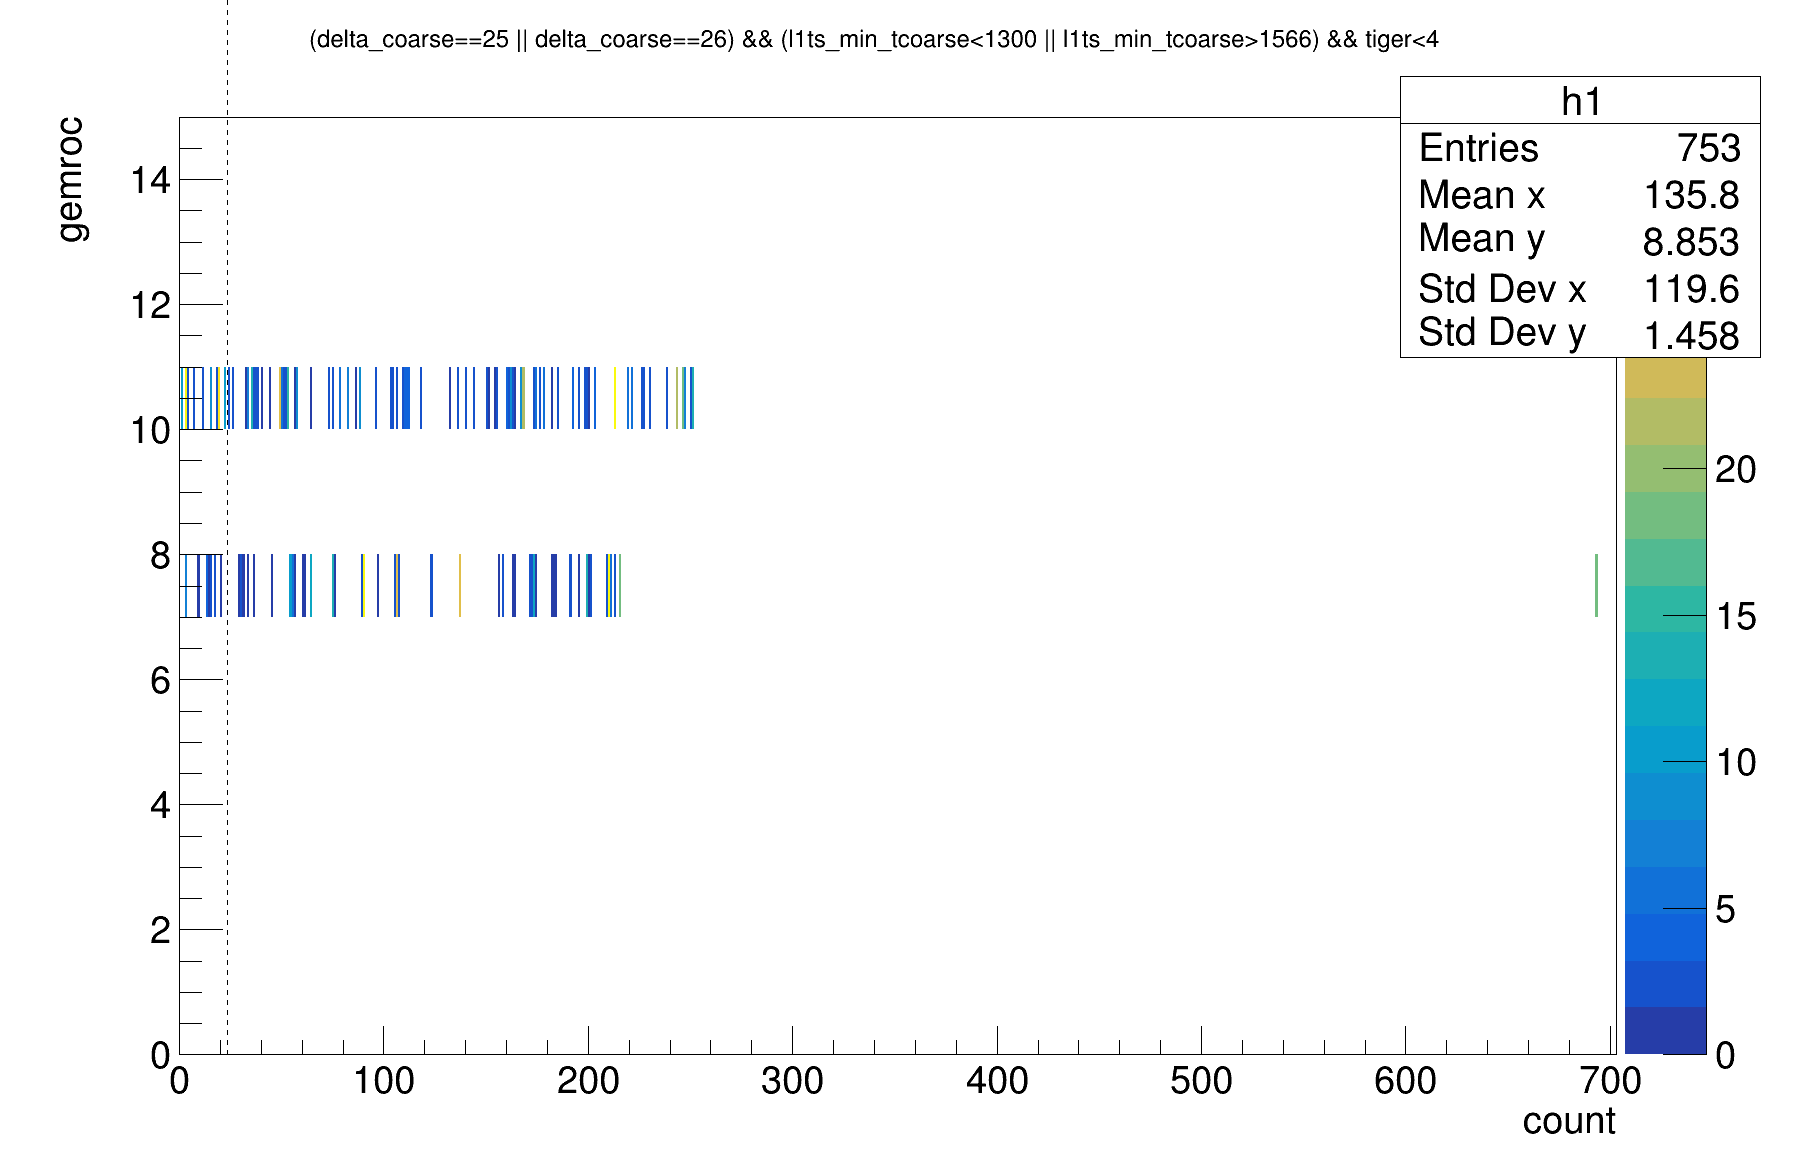 (delta_coarse==25 || delta_coarse==26) && (l1ts_min_tcoarse<1300 || l1ts_min_tcoarse>1566) && tiger<4
h1
Entries 753
Mean x 135.8
Mean y 8.853
Std Dev x 119.6
Std Dev y 1.458
gemroc
14
12
10
8
6
4
2
0
0 100 200 300 400 500 600 700
count
20
15
10
5
0